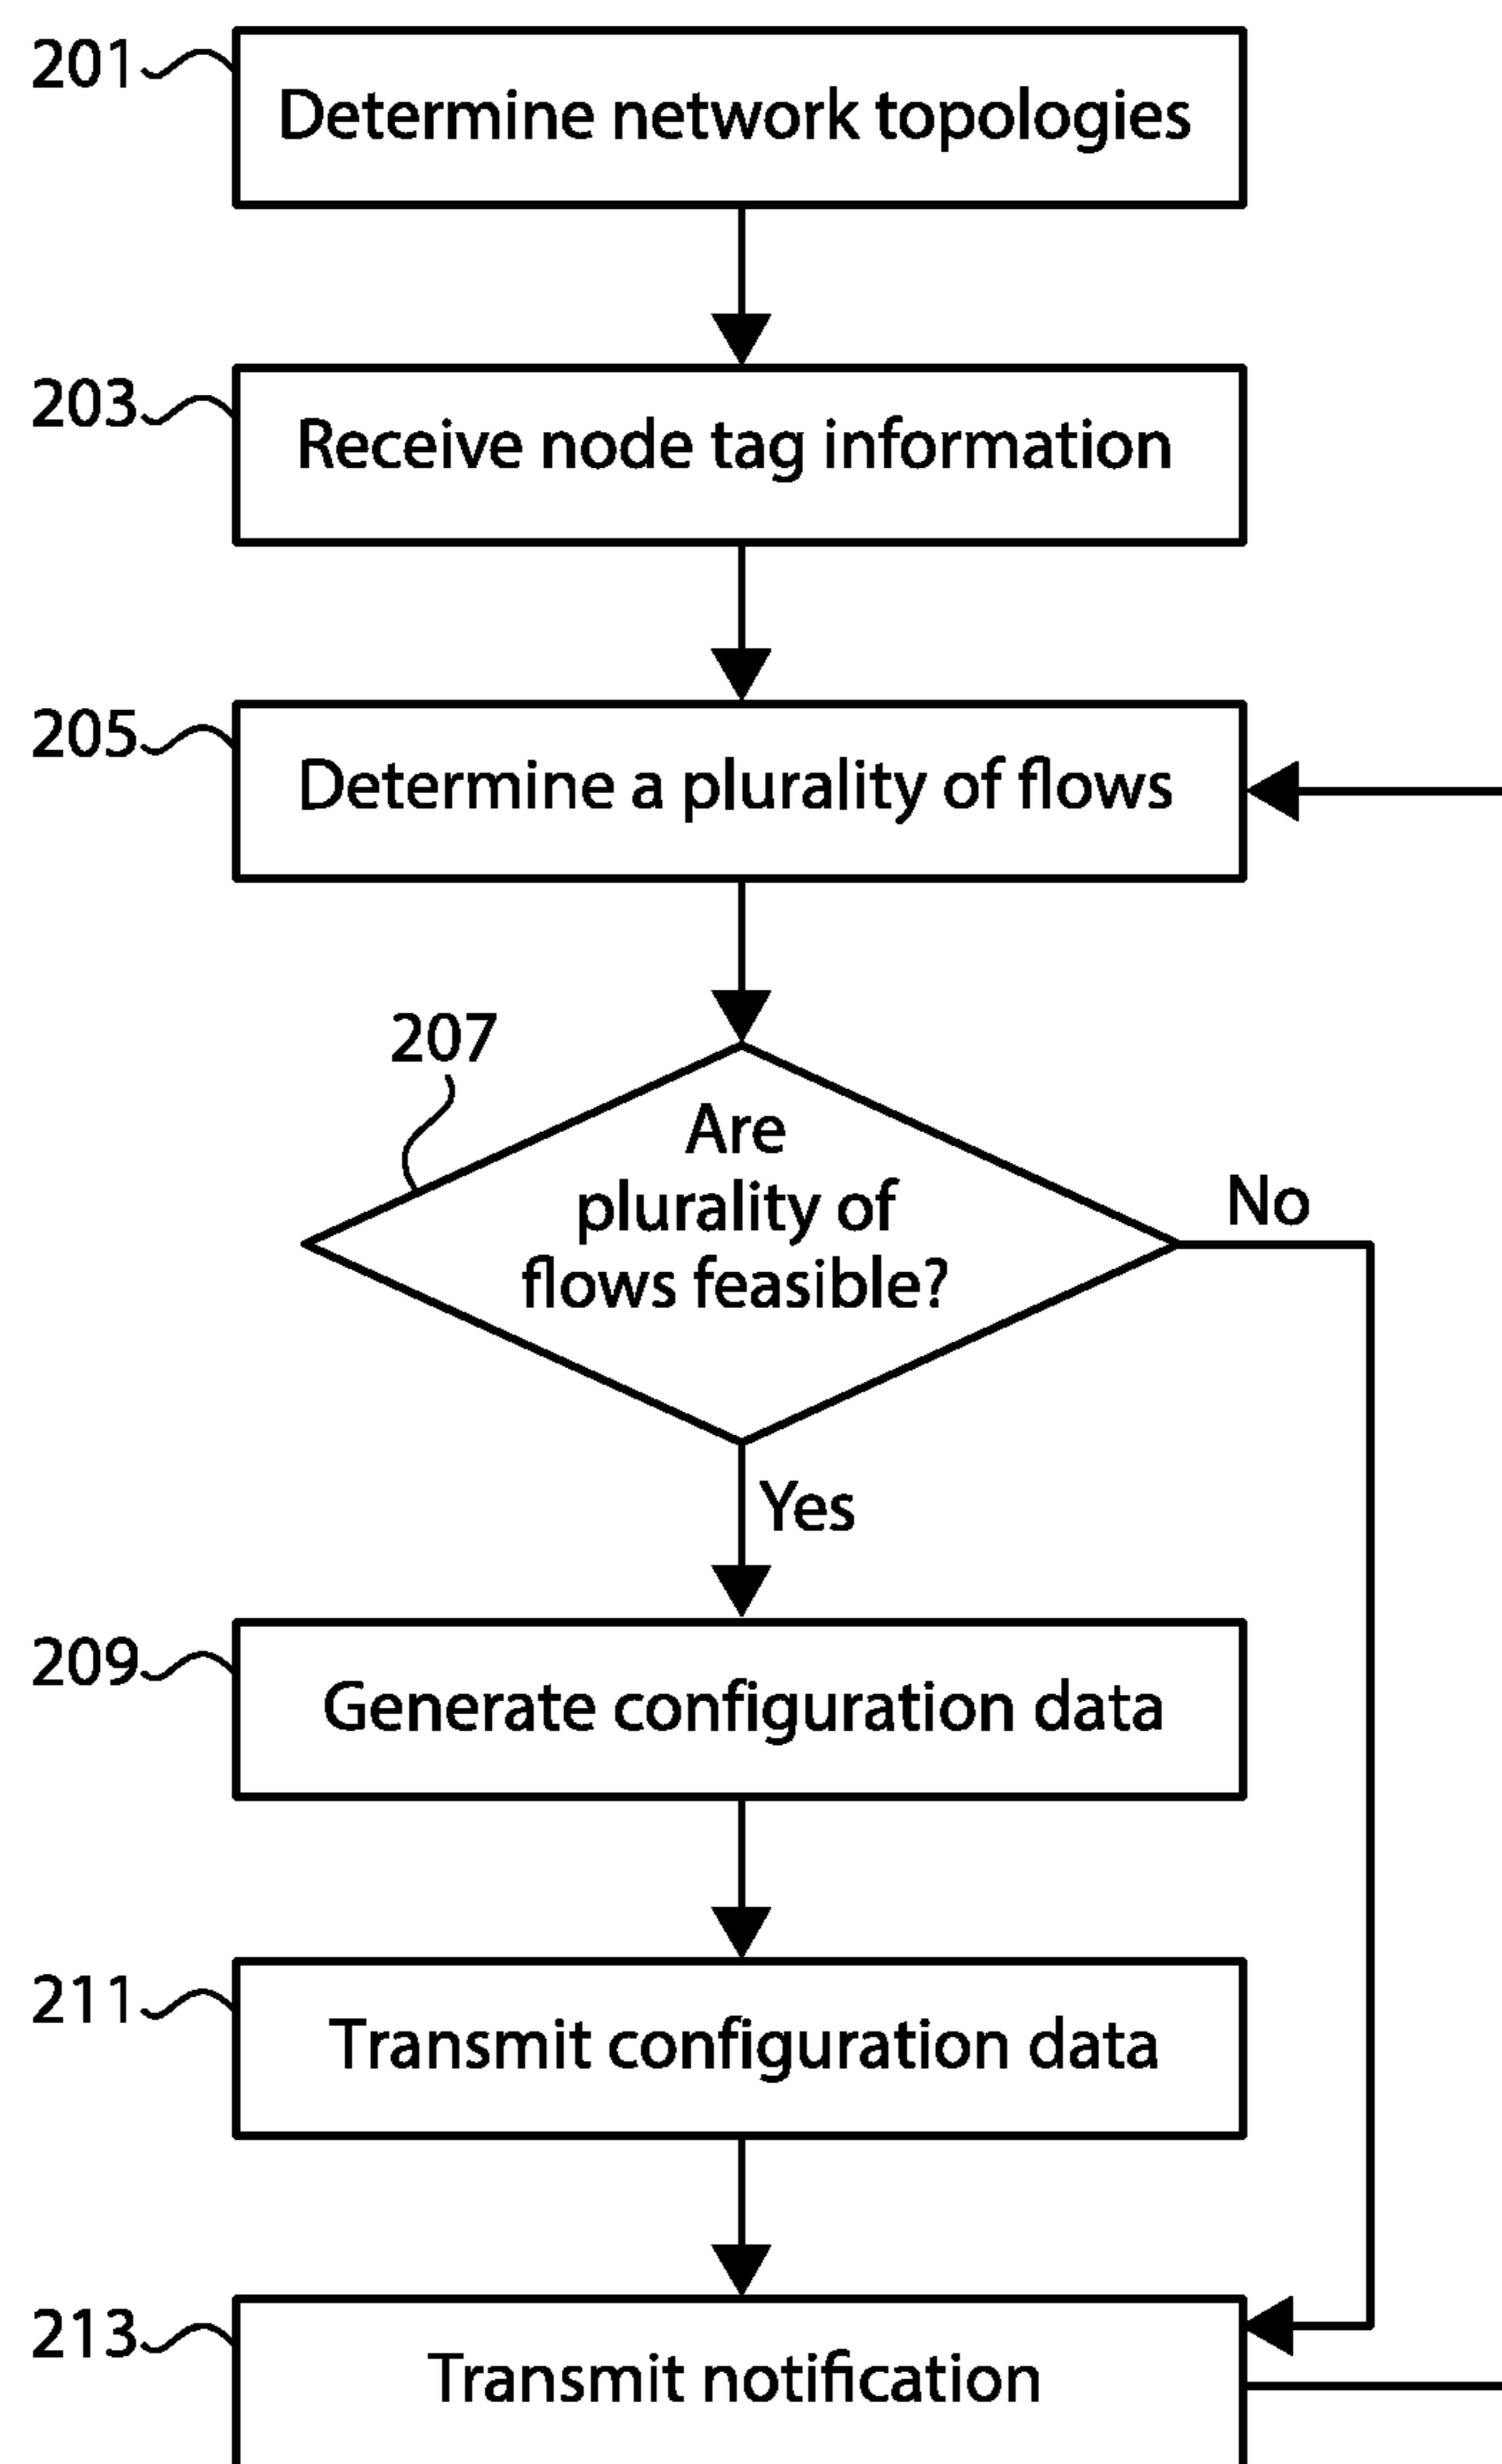 201
Determine network topologies
203
Receive node tag information
205
Determine a plurality of flows
207
Are
plurality of
flows feasible?
No
Yes
209
Generate configuration data
211
Transmit configuration data
213
Transmit notification